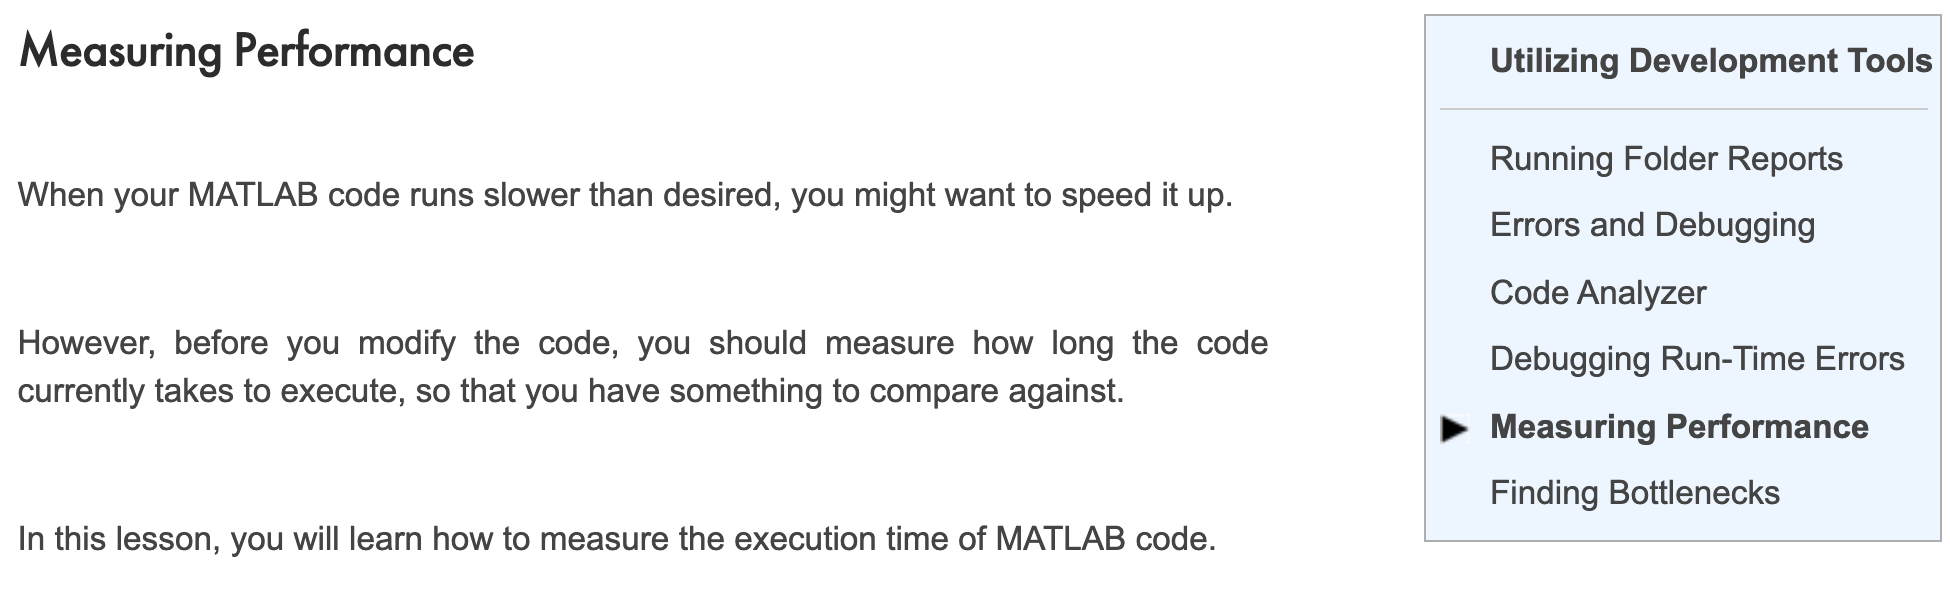 Measuring Performance
When your MATLAB code runs slower than desired, you might want to speed it up.
However, before you modify the code, you should measure how long the code
currently takes to execute, so that you have something to compare against.
In this lesson, you will learn how to measure the execution time of MATLAB code.
Utilizing Development Tools
Running Folder Reports
Errors and Debugging
Code Analyzer
Debugging Run-Time Errors
Measuring Performance
Finding Bottlenecks